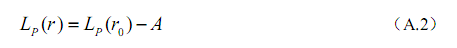 L_P(r) = L_P(r_0) − A （A.2）